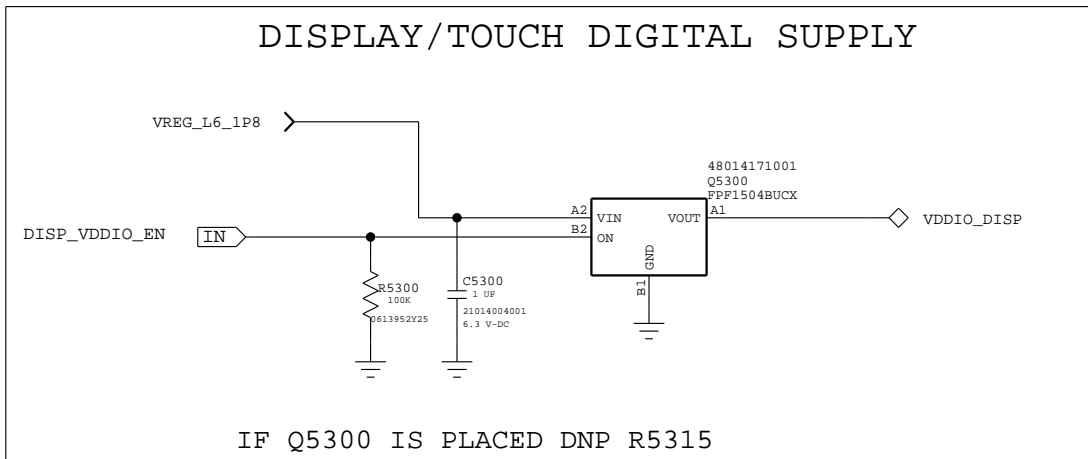 DISPLAY/TOUCH DIGITAL SUPPLY
VREG_L6_1P8
48014171001
Q5300
FPF1504BUCX
A2
VIN
VOUT
A1
VDDIO_DISP
DISP_VDDIO_EN
IN
B2
ON
GND
B1
R5300
100K
0613952Y25
C5300
1 UF
21014004001
6.3 V-DC
IF Q5300 IS PLACED DNP R5315